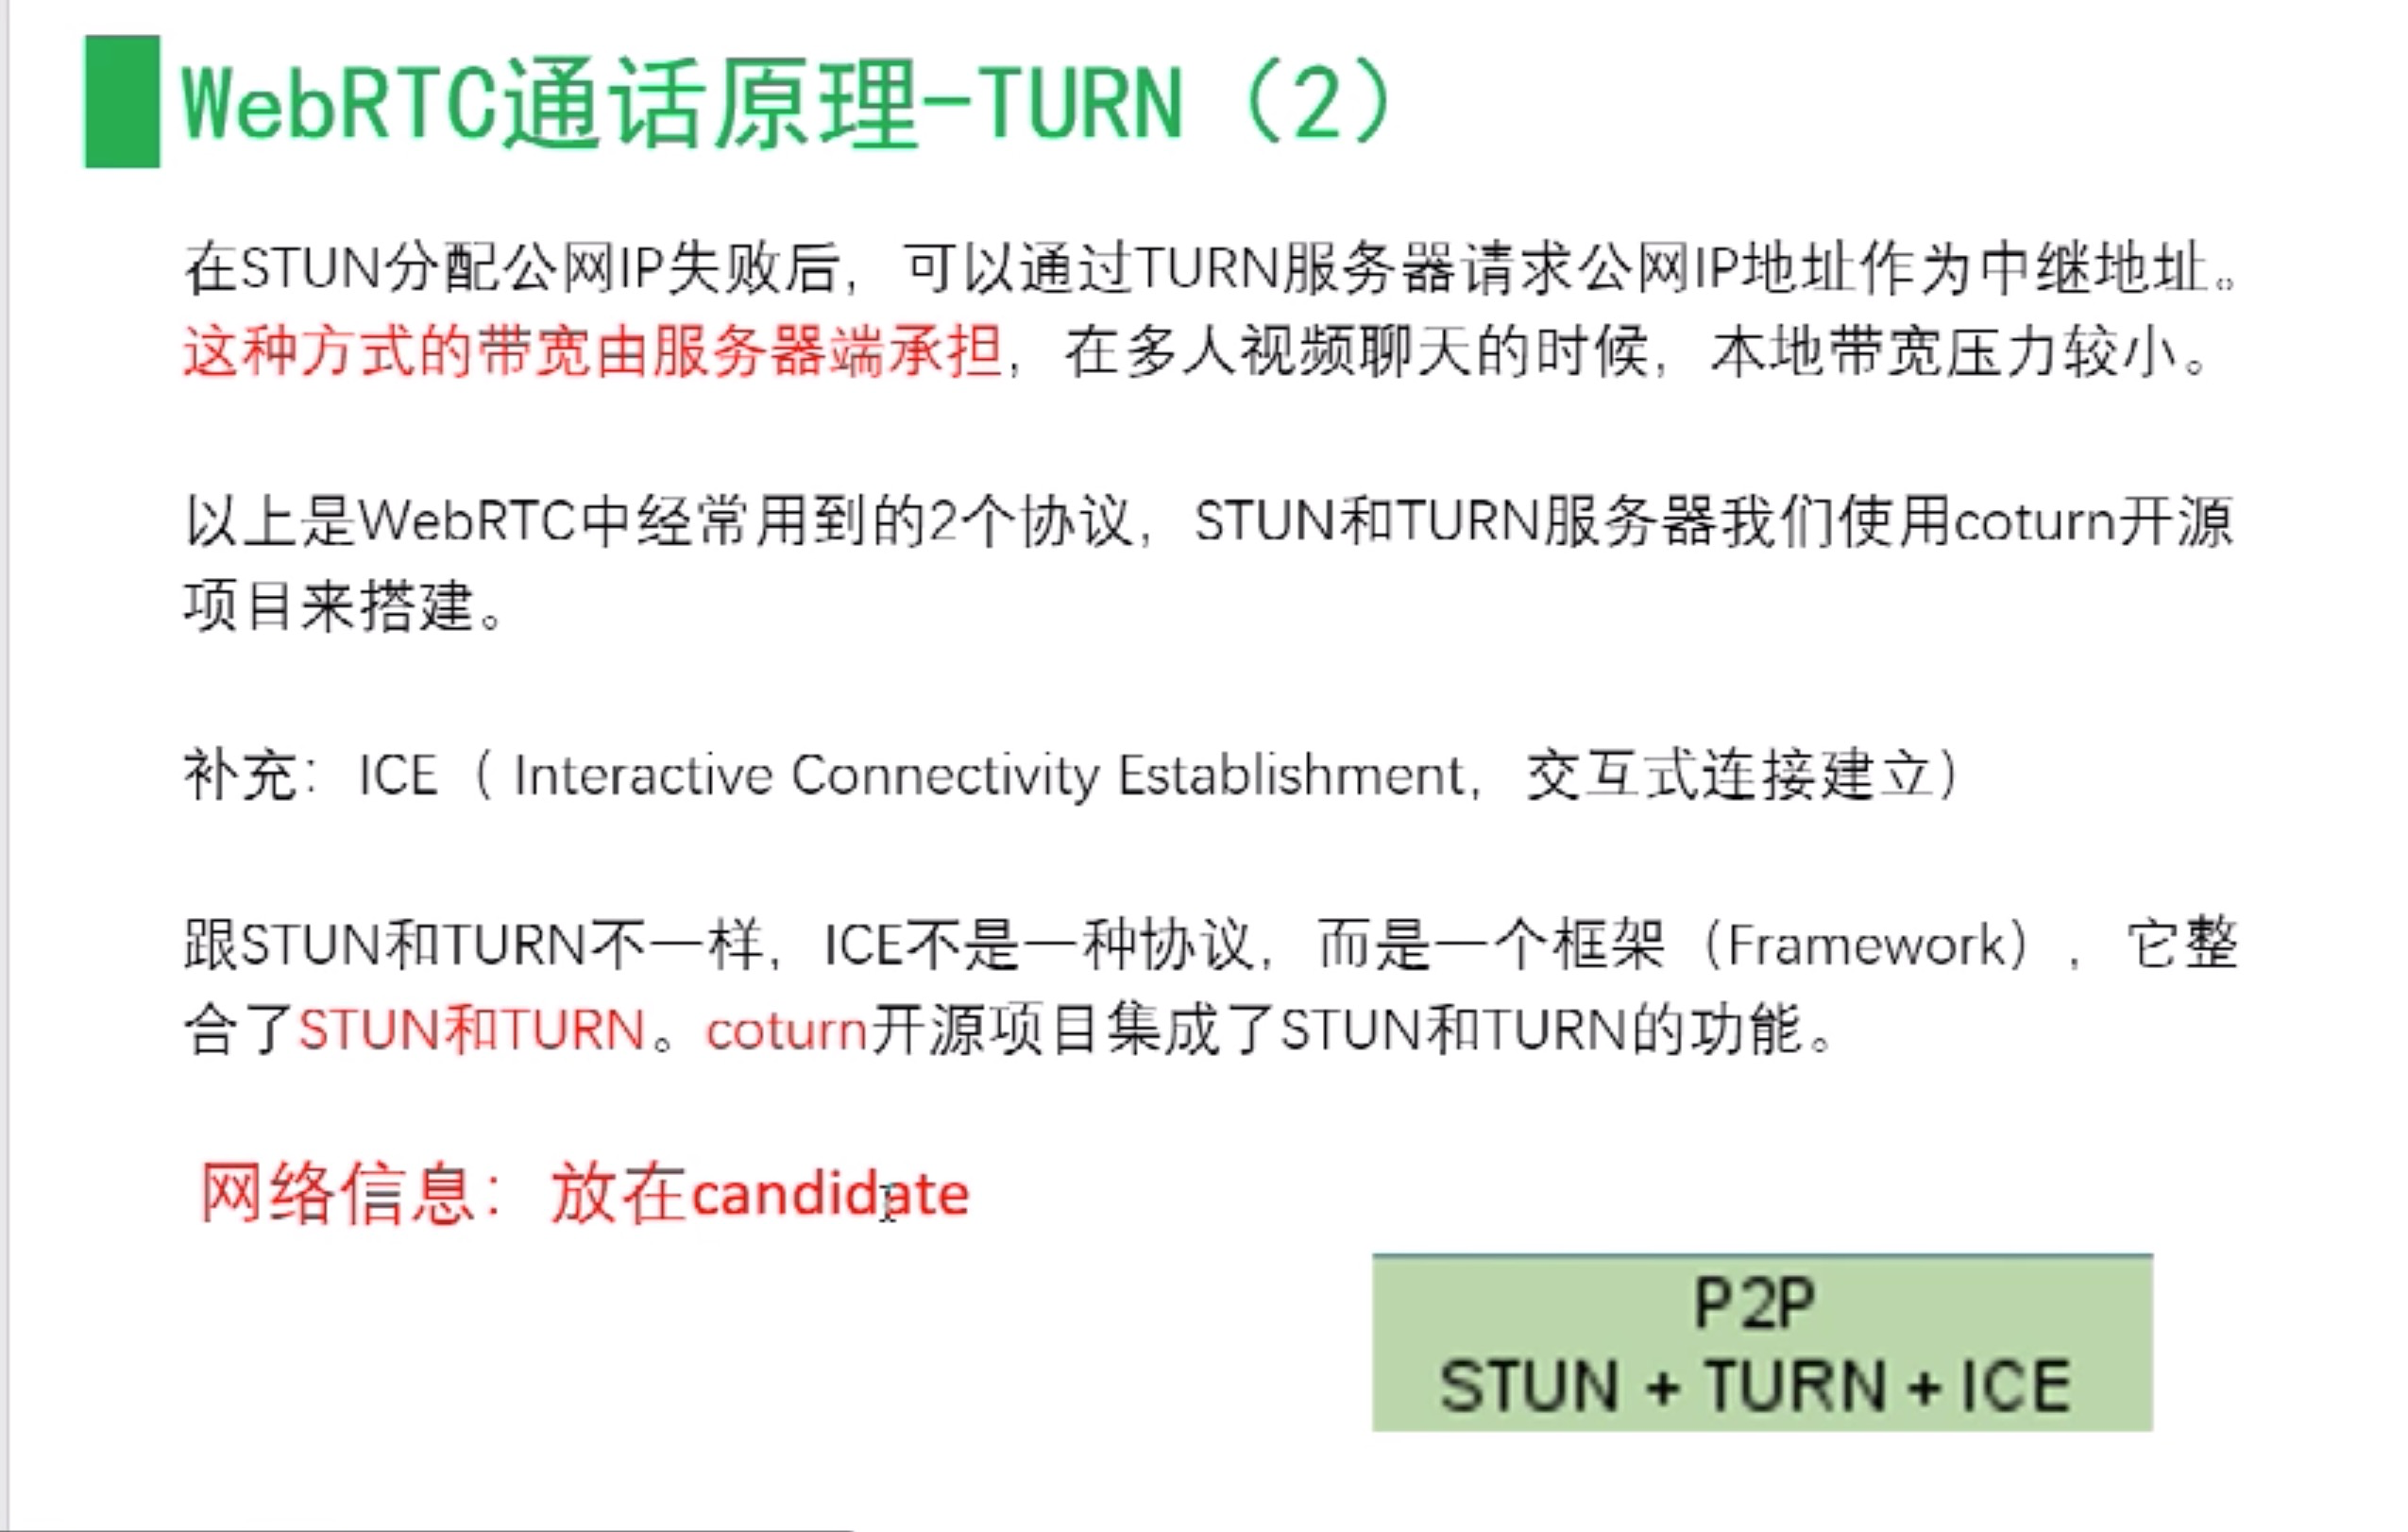 WebRTC通话原理-TURN（2）
在STUN分配公网IP失败后，可以通过TURN服务器请求公网IP地址作为中继地址。
这种方式的带宽由服务器端承担，在多人视频聊天的时候，本地带宽压力较小。
以上是WebRTC中经常用到的2个协议，STUN和TURN服务器我们使用coturn开源
项目来搭建。
补充：ICE（ Interactive Connectivity Establishment，交互式连接建立）
跟STUN和TURN不一样，ICE不是一种协议，而是一个框架（Framework），它整
合了STUN和TURN。coturn开源项目集成了STUN和TURN的功能。
网络信息：放在candidate
P2P
STUN + TURN + ICE